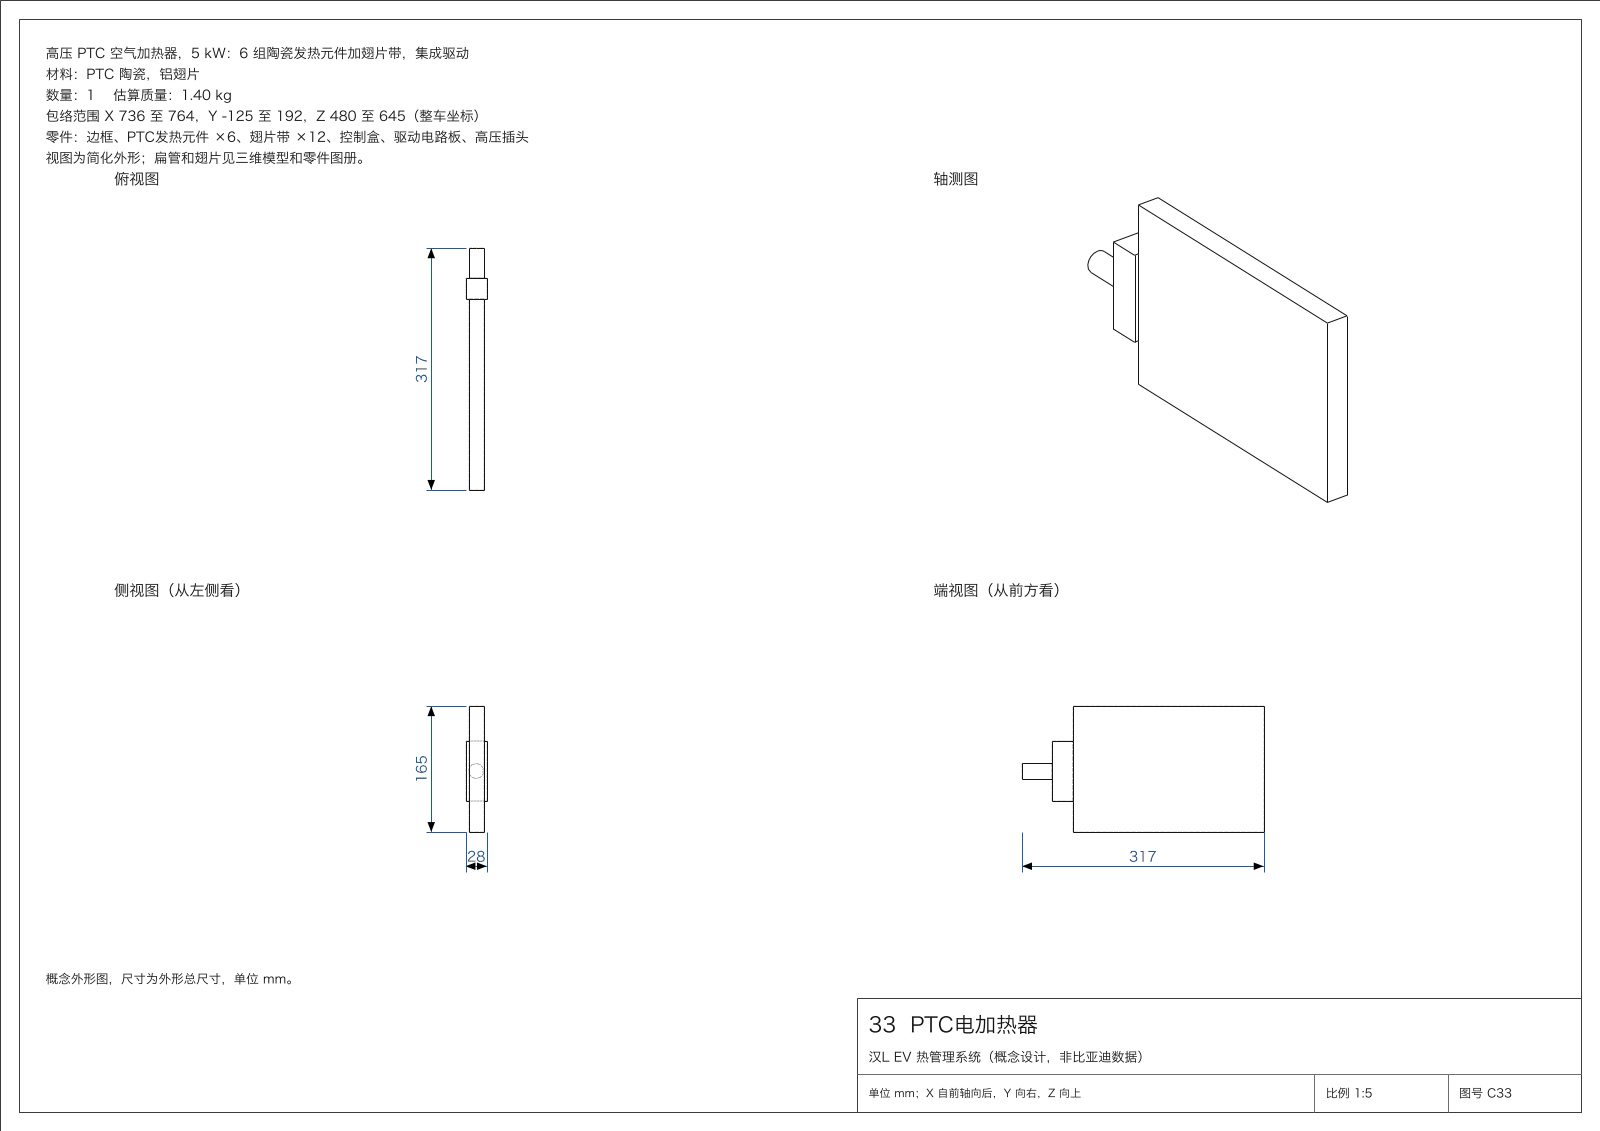 高压 PTC 空气加热器，5 kW：6 组陶瓷发热元件加翅片带，集成驱动
材料：PTC 陶瓷，铝翅片
数量：1　估算质量：1.40 kg
包络范围 X 736 至 764，Y -125 至 192，Z 480 至 645（整车坐标）
零件：边框、PTC发热元件 ×6、翅片带 ×12、控制盒、驱动电路板、高压插头
视图为简化外形；扁管和翅片见三维模型和零件图册。
俯视图
轴测图
317
侧视图（从左侧看）
端视图（从前方看）
165
28
317
概念外形图，尺寸为外形总尺寸，单位 mm。
33 PTC电加热器
汉L EV 热管理系统（概念设计，非比亚迪数据）
单位 mm；X 自前轴向后，Y 向右，Z 向上
比例 1:5
图号 C33